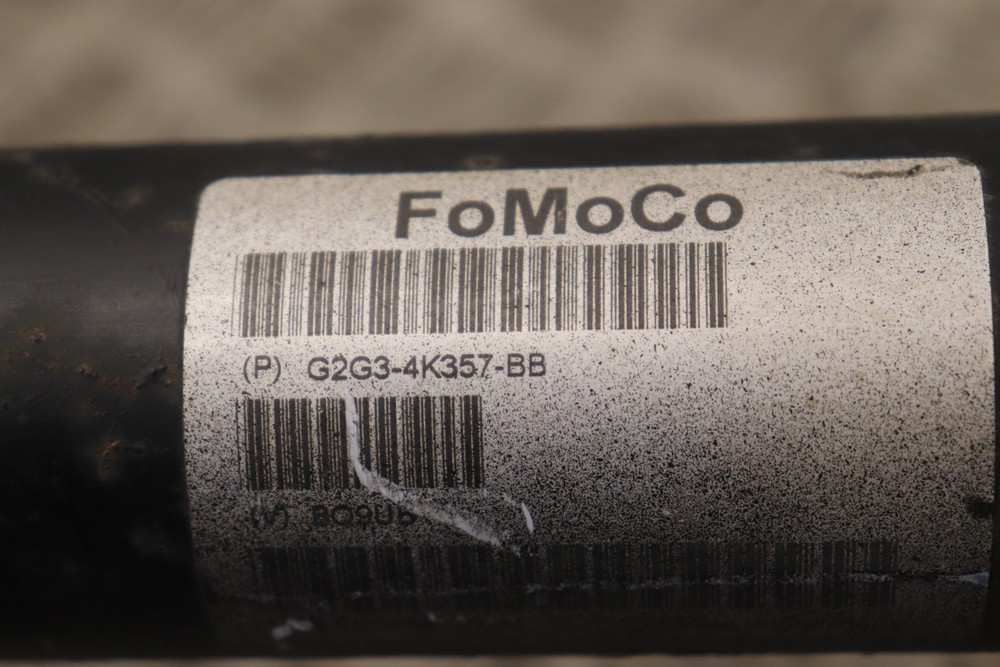 FoMoCo
(P) G2G3-4K357-BB
(V)